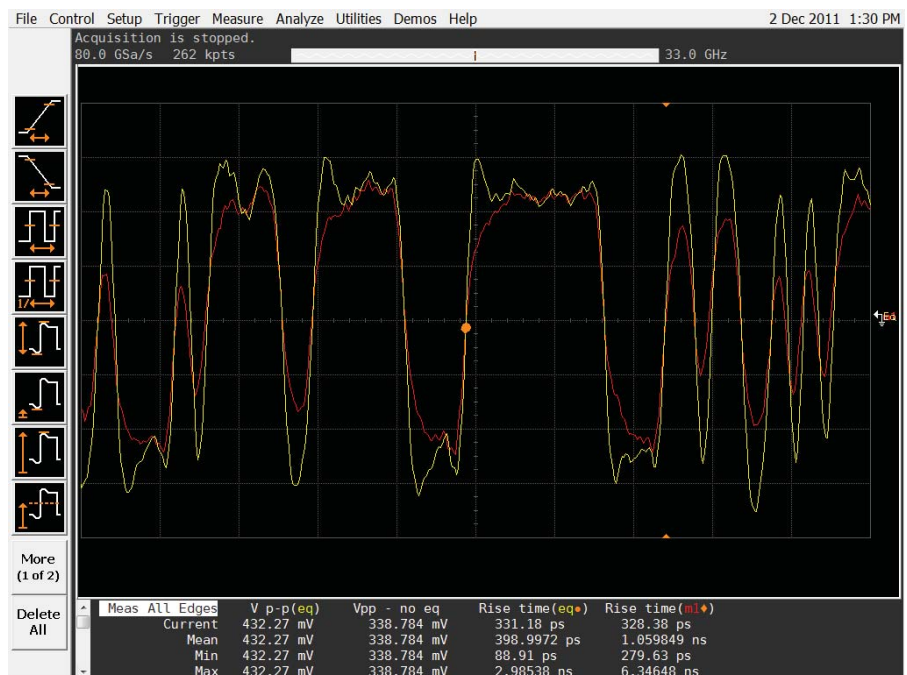 File Control Setup Trigger Measure Analyze Utilities Demos Help 2 Dec 2011 1:30 PM
Acquisition is stopped.
80.0 GSa/s 262 kpts 33.0 GHz
1/
More
(1 of 2)
Delete
All
Meas All Edges V p-p(eq) Vpp - no eq Rise time(eq●) Rise time(m1♦)
Current 432.27 mV 338.784 mV 331.18 ps 328.38 ps
Mean 432.27 mV 338.784 mV 398.9972 ps 1.059849 ns
Min 432.27 mV 338.784 mV 88.91 ps 279.63 ps
Max 432.27 mV 338.784 mV 2.98538 ns 6.34648 ns